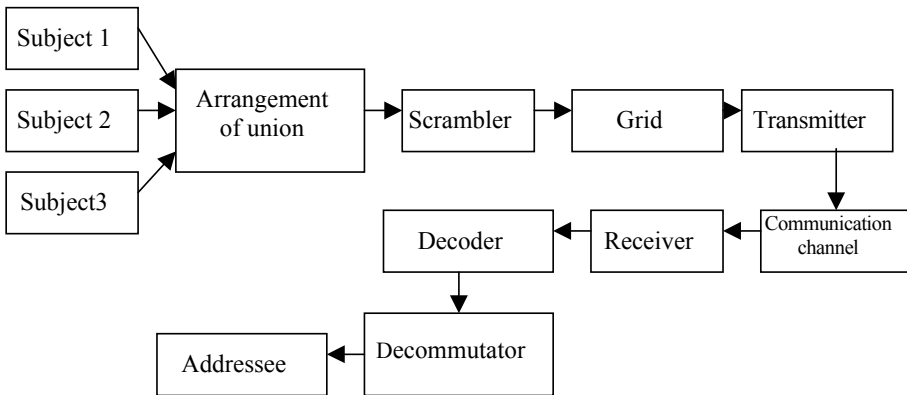 Subject 1
Subject 2
Subject3
Arrangement
of union
Scrambler
Grid
Transmitter
Communication
channel
Receiver
Decoder
Decommutator
Addressee